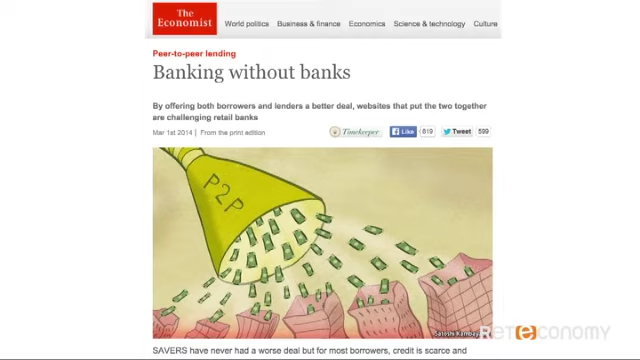 The
Economist
World politics Business & finance Economics Science & technology Culture
Peer-to-peer lending
Banking without banks
By offering both borrowers and lenders a better deal, websites that put the two together
are challenging retail banks
Mar 1st 2014 | From the print edition
Timekeeper Like 819 Tweet 599
P2P
Satoshi
RETeCONOMY
SAVERS have never had a worse deal but for most borrowers, credit is scarce and